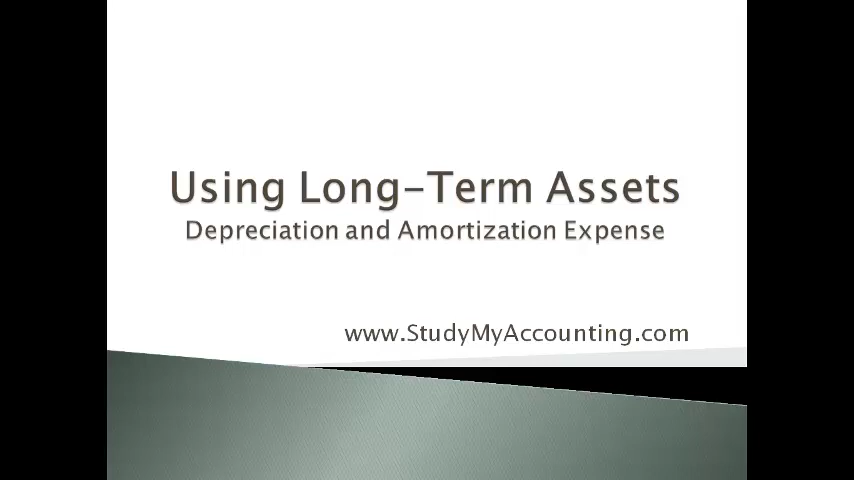 Using Long-Term Assets
Depreciation and Amortization Expense
www.StudyMyAccounting.com